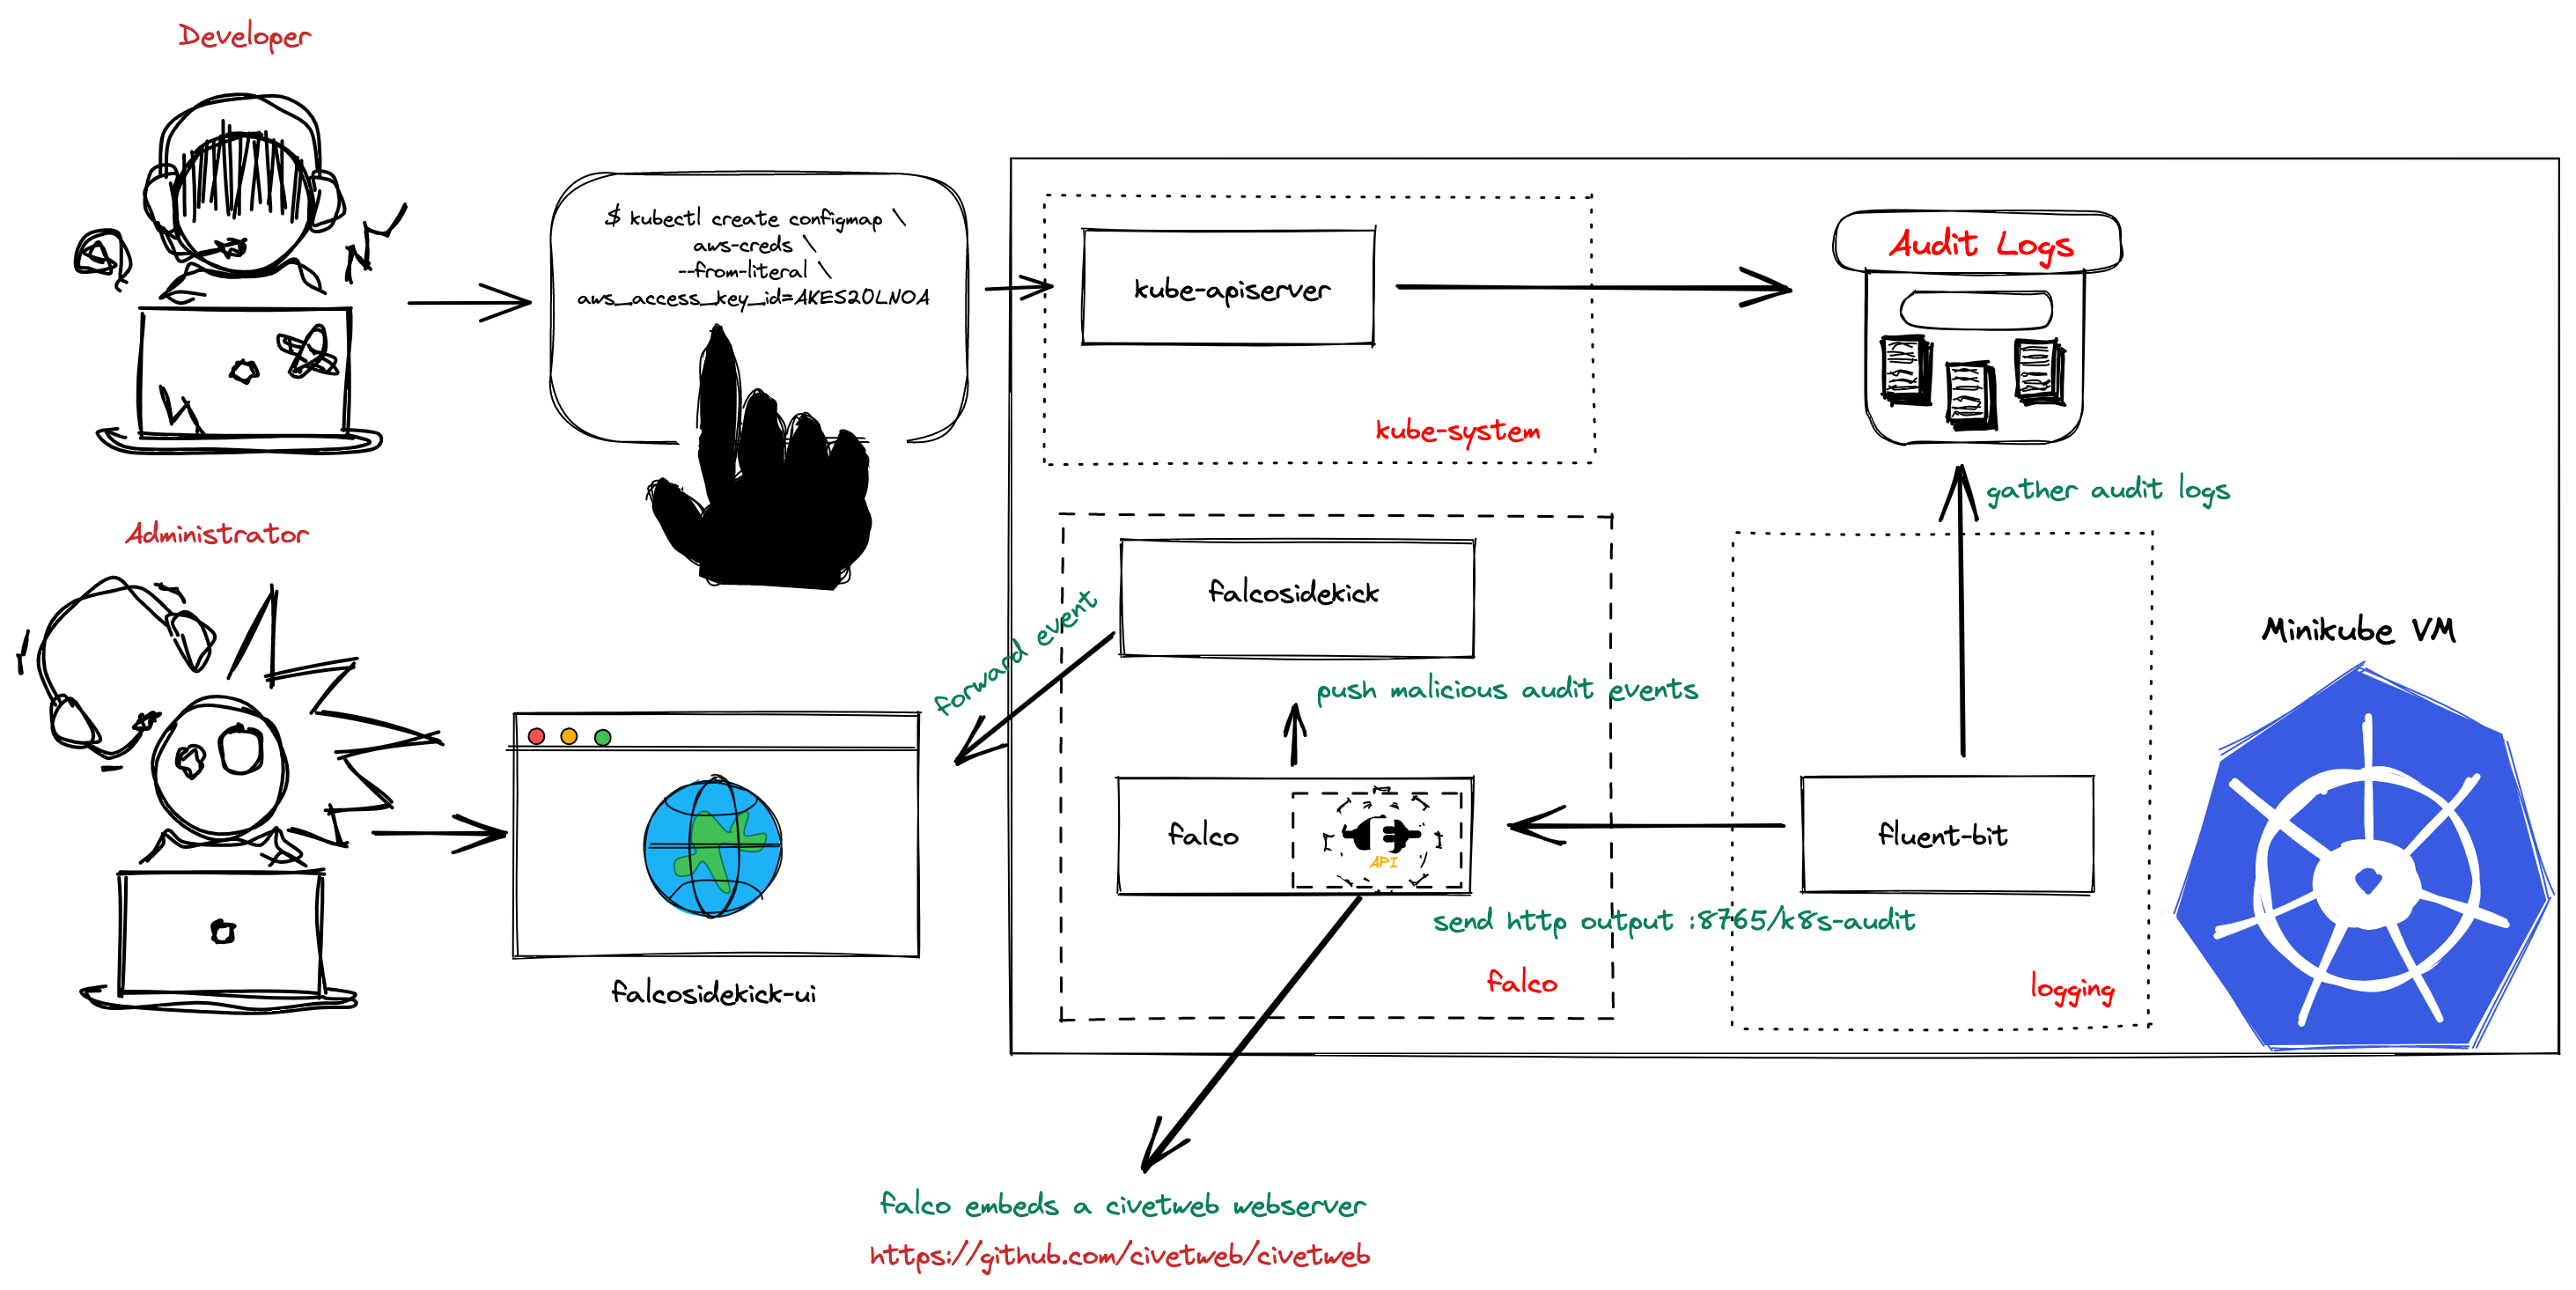 Developer
$ kubectl create configmap \
aws-creds \
--from-literal \
aws_access_key_id=AKES20LNOA
kube-apiserver
kube-system
Audit Logs
gather audit logs
Administrator
falcosidekick
forward event
push malicious audit events
falco
API
fluent-bit
send http output :8765/k8s-audit
falco
logging
Minikube VM
falcosidekick-ui
falco embeds a civetweb webserver
https://github.com/civetweb/civetweb